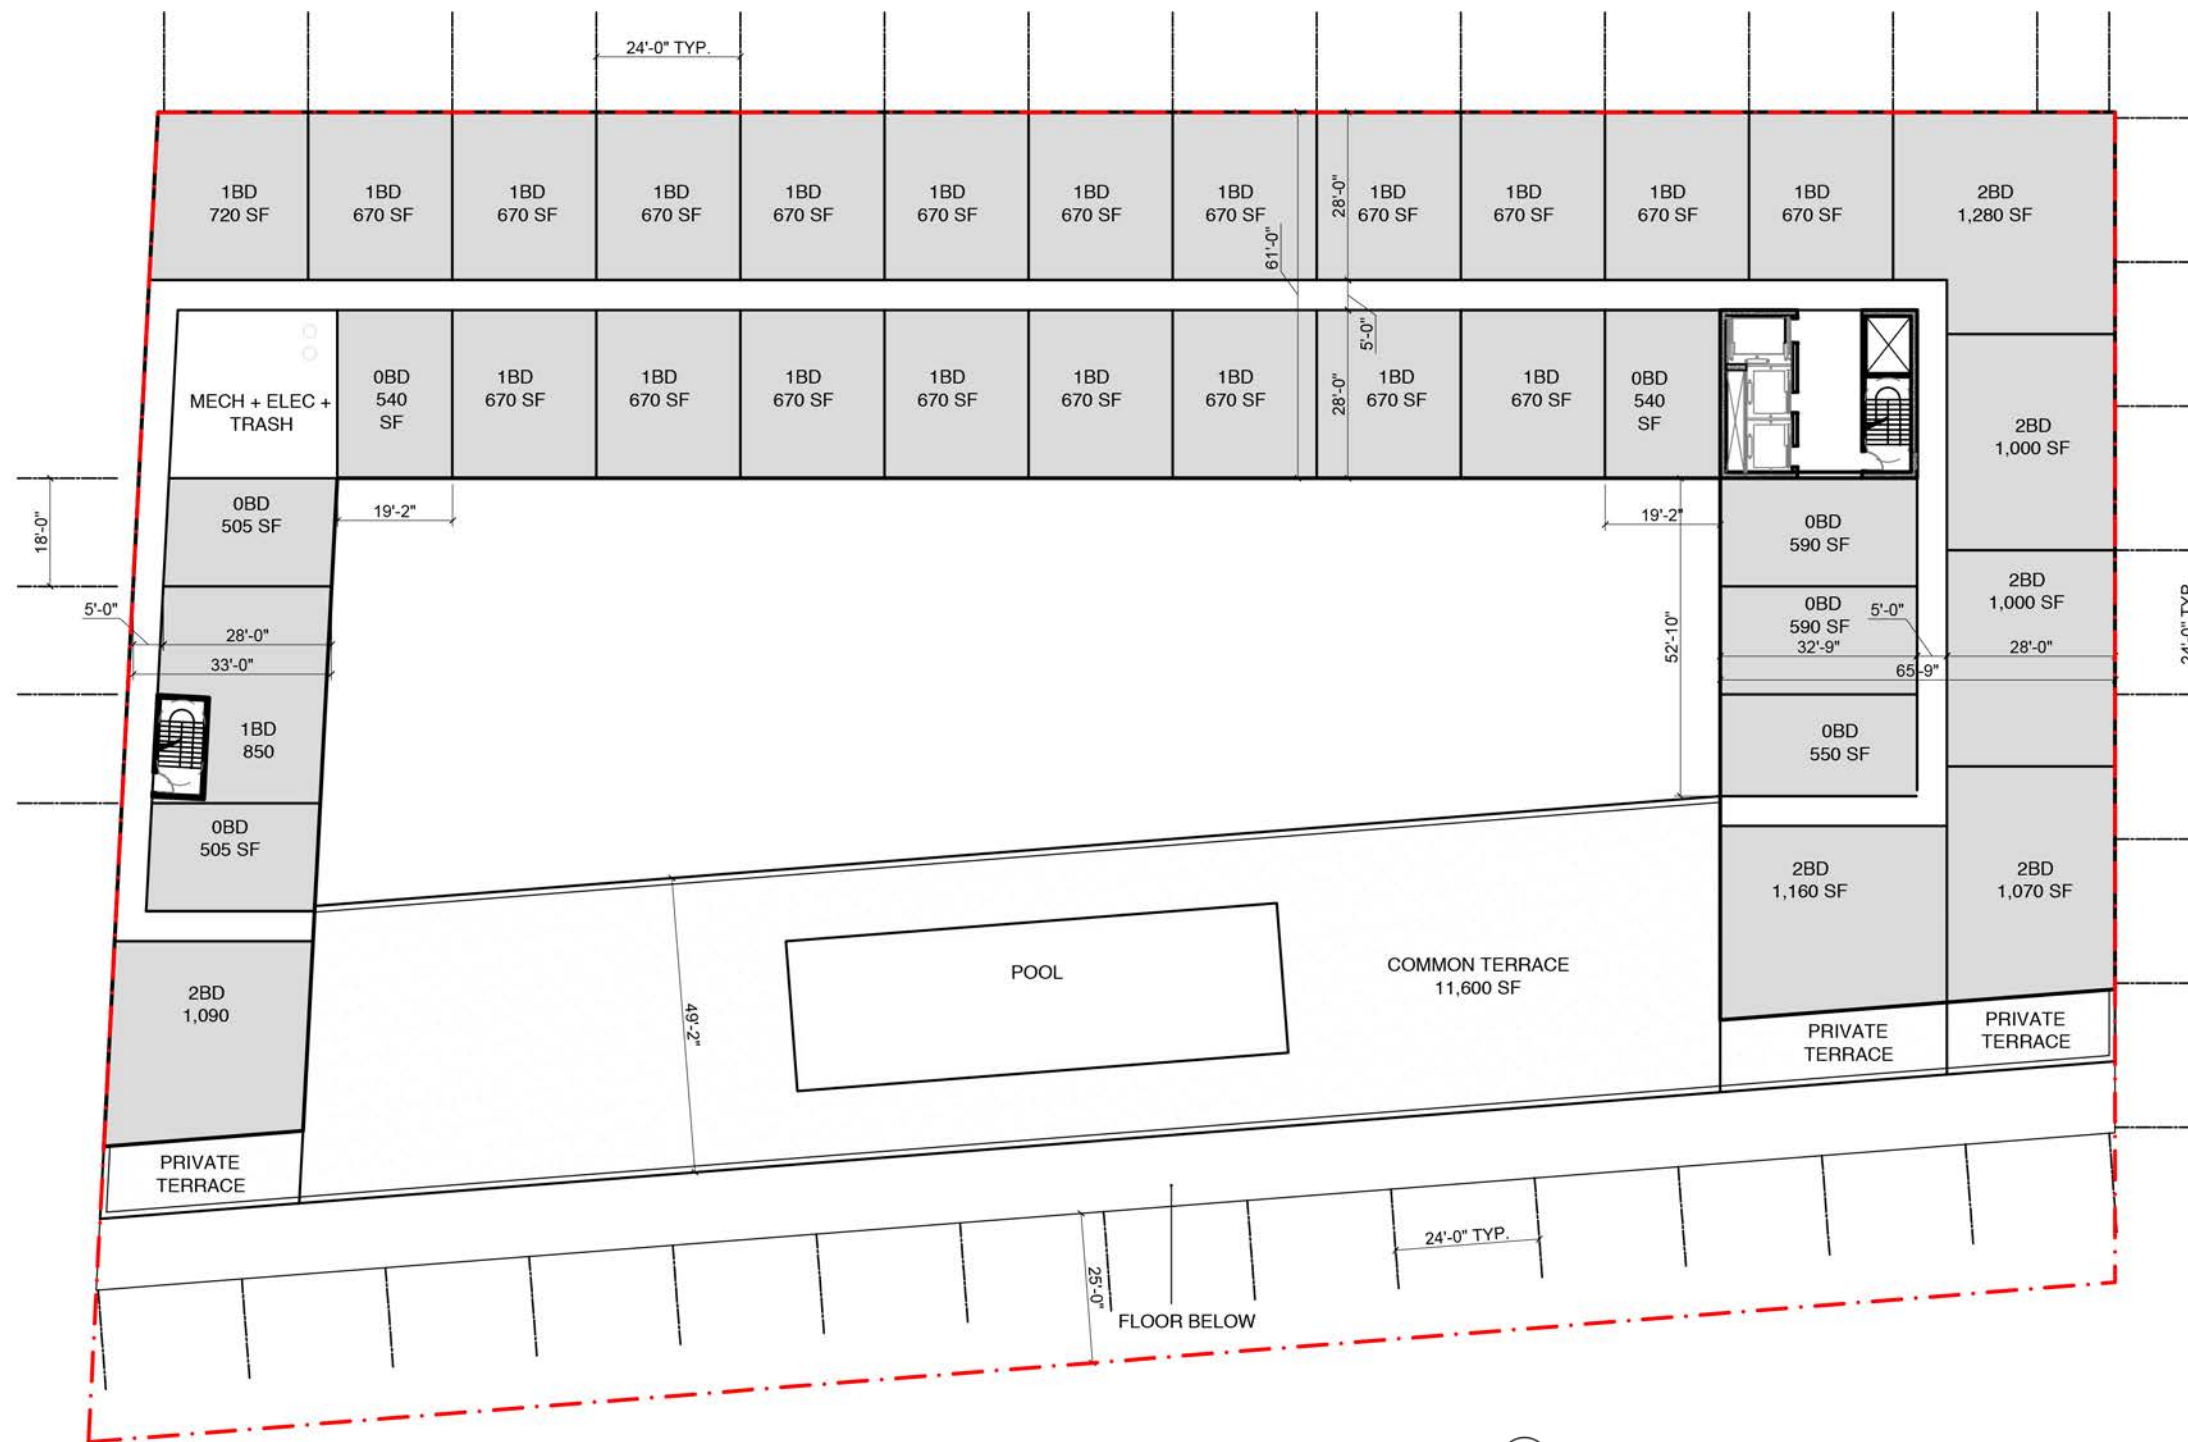 24'-0" TYP.
1BD
720 SF
1BD
670 SF
1BD
670 SF
1BD
670 SF
1BD
670 SF
1BD
670 SF
1BD
670 SF
1BD
670 SF
1BD
670 SF
1BD
670 SF
1BD
670 SF
1BD
670 SF
2BD
1,280 SF
28'-0"
61'-0"
5'-0"
MECH + ELEC +
TRASH
0BD
540
SF
1BD
670 SF
1BD
670 SF
1BD
670 SF
1BD
670 SF
1BD
670 SF
1BD
670 SF
28'-0"
1BD
670 SF
1BD
670 SF
0BD
540
SF
2BD
1,000 SF
18'-0"
0BD
505 SF
19'-2"
19'-2"
0BD
590 SF
5'-0"
28'-0"
33'-0"
52'-10"
0BD
590 SF
32'-9"
5'-0"
65'-9"
2BD
1,000 SF
28'-0"
24'-0" TYP.
1BD
850
0BD
550 SF
0BD
505 SF
2BD
1,160 SF
2BD
1,070 SF
2BD
1,090
49'-2"
POOL
COMMON TERRACE
11,600 SF
PRIVATE
TERRACE
PRIVATE
TERRACE
PRIVATE
TERRACE
24'-0" TYP.
25'-0"
FLOOR BELOW